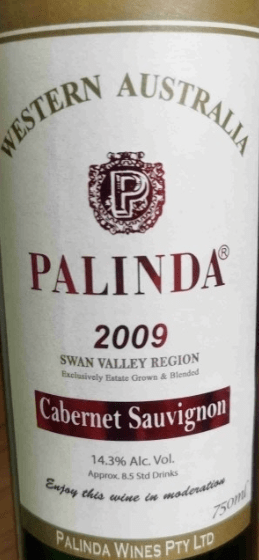 WESTERN AUSTRALIA
P
PALINDA®
2009
SWAN VALLEY REGION
Exclusively Estate Grown & Blended
Cabernet Sauvignon
14.3% Alc. Vol.
Approx. 8.5 Std Drinks
Enjoy this wine in moderation
750ml
PALINDA WINES PTY LTD